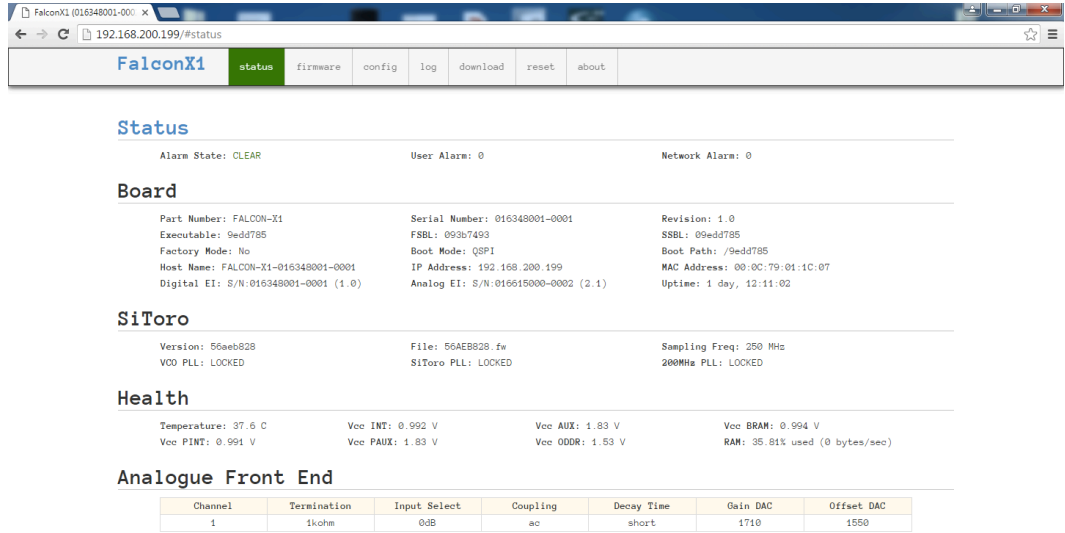 FalconX1 (016348001-000
192.168.200.199/#status
FalconX1 status firmware config log download reset about
Status
Alarm State: CLEAR User Alarm: 0 Network Alarm: 0
Board
Part Number: FALCON-X1 Serial Number: 016348001-0001 Revision: 1.0
Executable: 9edd785 FSBL: 093b7493 SSBL: 09edd785
Factory Mode: No Boot Mode: QSPI Boot Path: /9edd785
Host Name: FALCON-X1-016348001-0001 IP Address: 192.168.200.199 MAC Address: 00:0C:79:01:1C:07
Digital EI: S/N:016348001-0001 (1.0) Analog EI: S/N:016615000-0002 (2.1) Uptime: 1 day, 12:11:02
SiToro
Version: 56aeb828 File: 56AEB828.fw Sampling Freq: 250 MHz
VCO PLL: LOCKED SiToro PLL: LOCKED 200MHz PLL: LOCKED
Health
Temperature: 37.6 C Vcc INT: 0.992 V Vcc AUX: 1.83 V Vcc BRAM: 0.994 V
Vcc PINT: 0.991 V Vcc PAUX: 1.83 V Vcc ODDR: 1.53 V RAM: 35.81% used (0 bytes/sec)
Analogue Front End
Channel Termination Input Select Coupling Decay Time Gain DAC Offset DAC
1 1kohm 0dB ac short 1710 1550